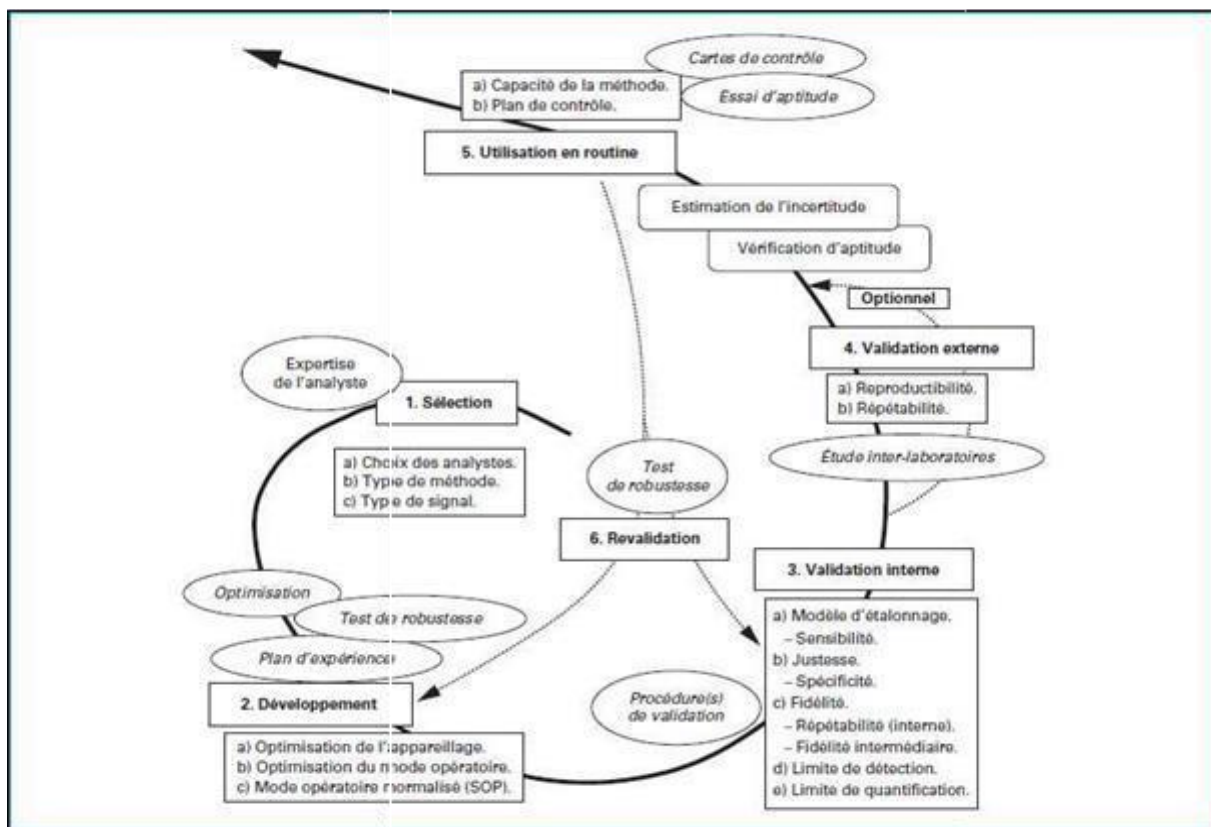 Cartes de contrôle
a) Capacité de la méthode.
b) Plan de contrôle.
Essai d'aptitude
5. Utilisation en routine
Estimation de l'incertitude
Vérification d'aptitude
Optionnel
4. Validation externe
a) Reproductibilité.
b) Répétabilité.
Étude inter-laboratoires
Expertise
de l'analyste
1. Sélection
a) Choix des analystes.
b) Type de méthode.
c) Type de signal.
Test
de robustesse
6. Revalidation
3. Validation interne
a) Modèle d'étalonnage.
– Sensibilité.
b) Justesse.
– Spécificité.
c) Fidélité.
– Répétabilité (interne).
– Fidélité intermédiaire.
d) Limite de détection.
e) Limite de quantification.
Optimisation
Test de robustesse
Plan d'expérience
2. Développement
a) Optimisation de l'appareillage.
b) Optimisation du mode opératoire.
c) Mode opératoire normalisé (SOP).
Procédure(s)
de validation